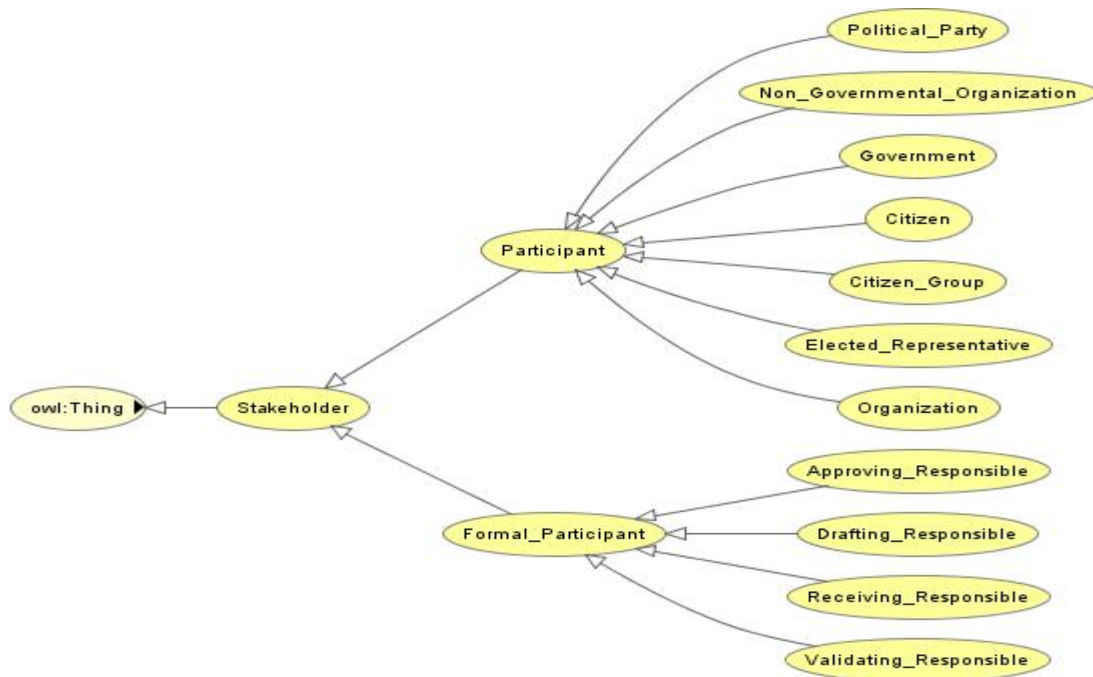 Political_Party
Non_Governmental_Organization
Government
Citizen
Participant
Citizen_Group
Elected_Representative
owl:Thing
Stakeholder
Organization
Approving_Responsible
Formal_Participant
Drafting_Responsible
Receiving_Responsible
Validating_Responsible